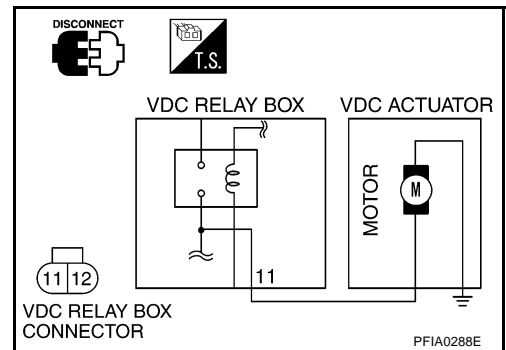 DISCONNECT
T.S.
VDC RELAY BOX
VDC ACTUATOR
MOTOR
M
11
11 12
VDC RELAY BOX
CONNECTOR
PFIA0288E